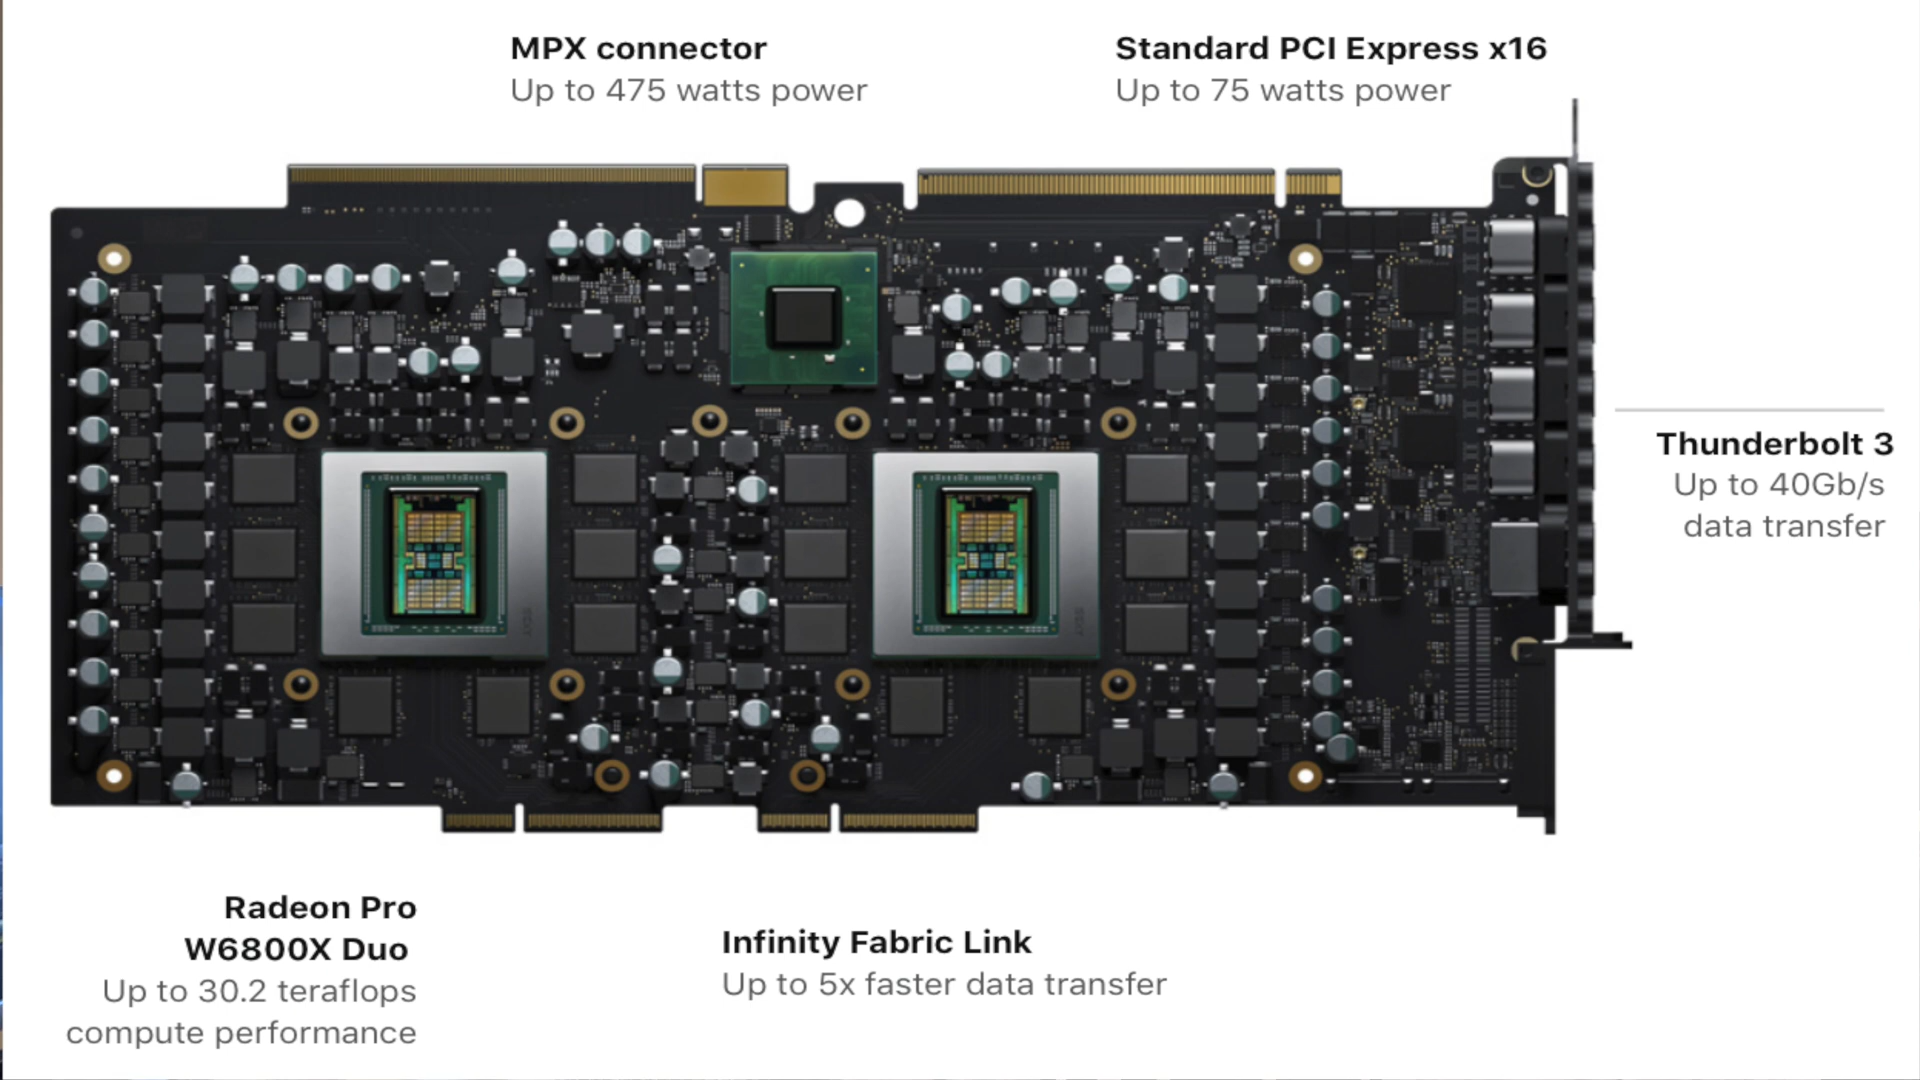 MPX connector
Up to 475 watts power
Standard PCI Express x16
Up to 75 watts power
Thunderbolt 3
Up to 40Gb/s
data transfer
Radeon Pro
W6800X Duo
Up to 30.2 teraflops
compute performance
Infinity Fabric Link
Up to 5x faster data transfer